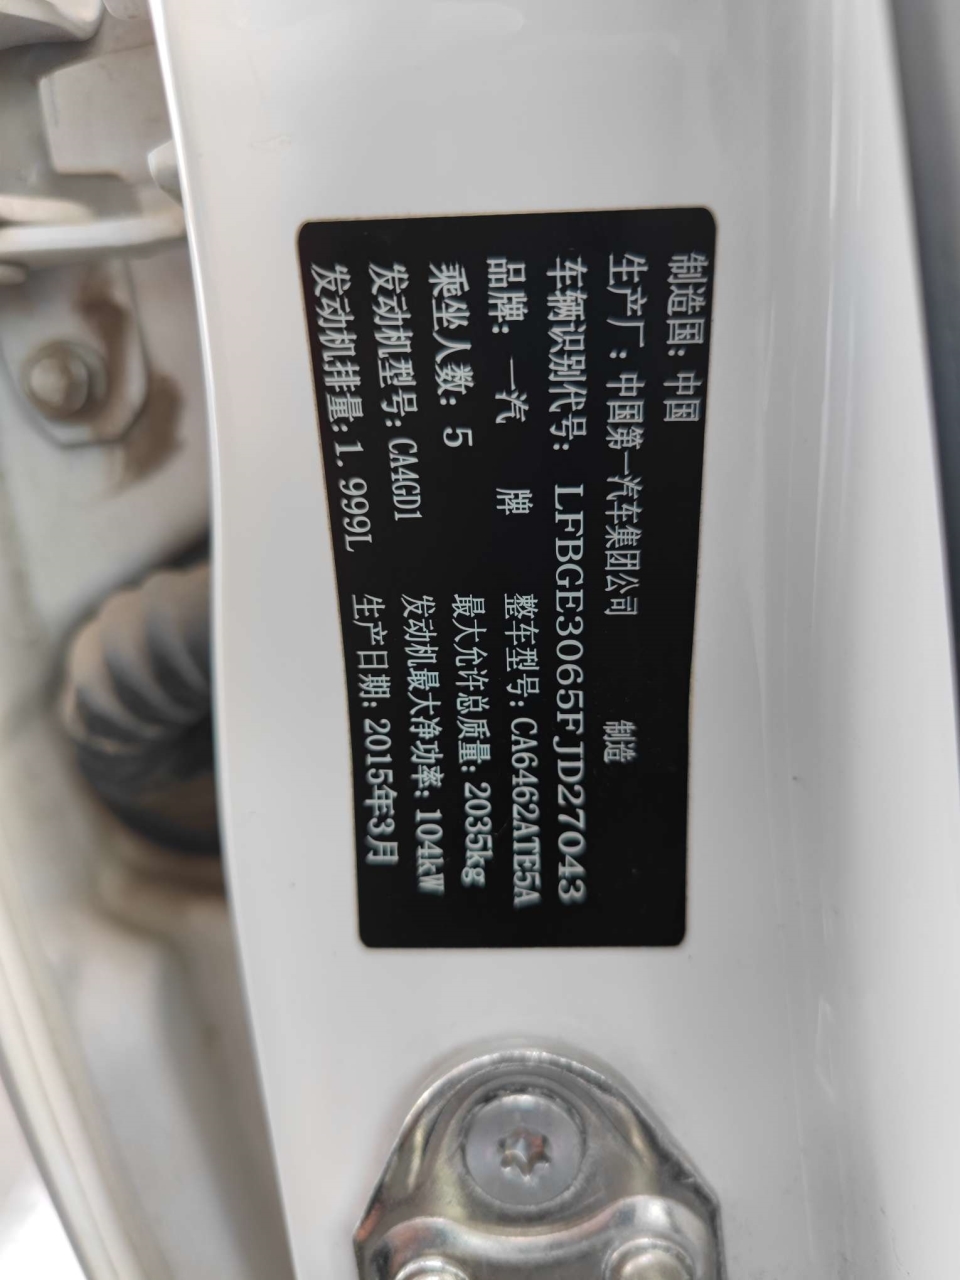 制造国：中国
生产厂：中国第一汽车集团公司 制造
车辆识别代号：LFBGE3065FJD27043
品牌：一汽 牌 整车型号：CA6462ATE5A
乘坐人数：5 最大允许总质量：2035kg
发动机型号：CA4GD1 发动机最大净功率：104kW
发动机排量：1.999L 生产日期：2015年3月